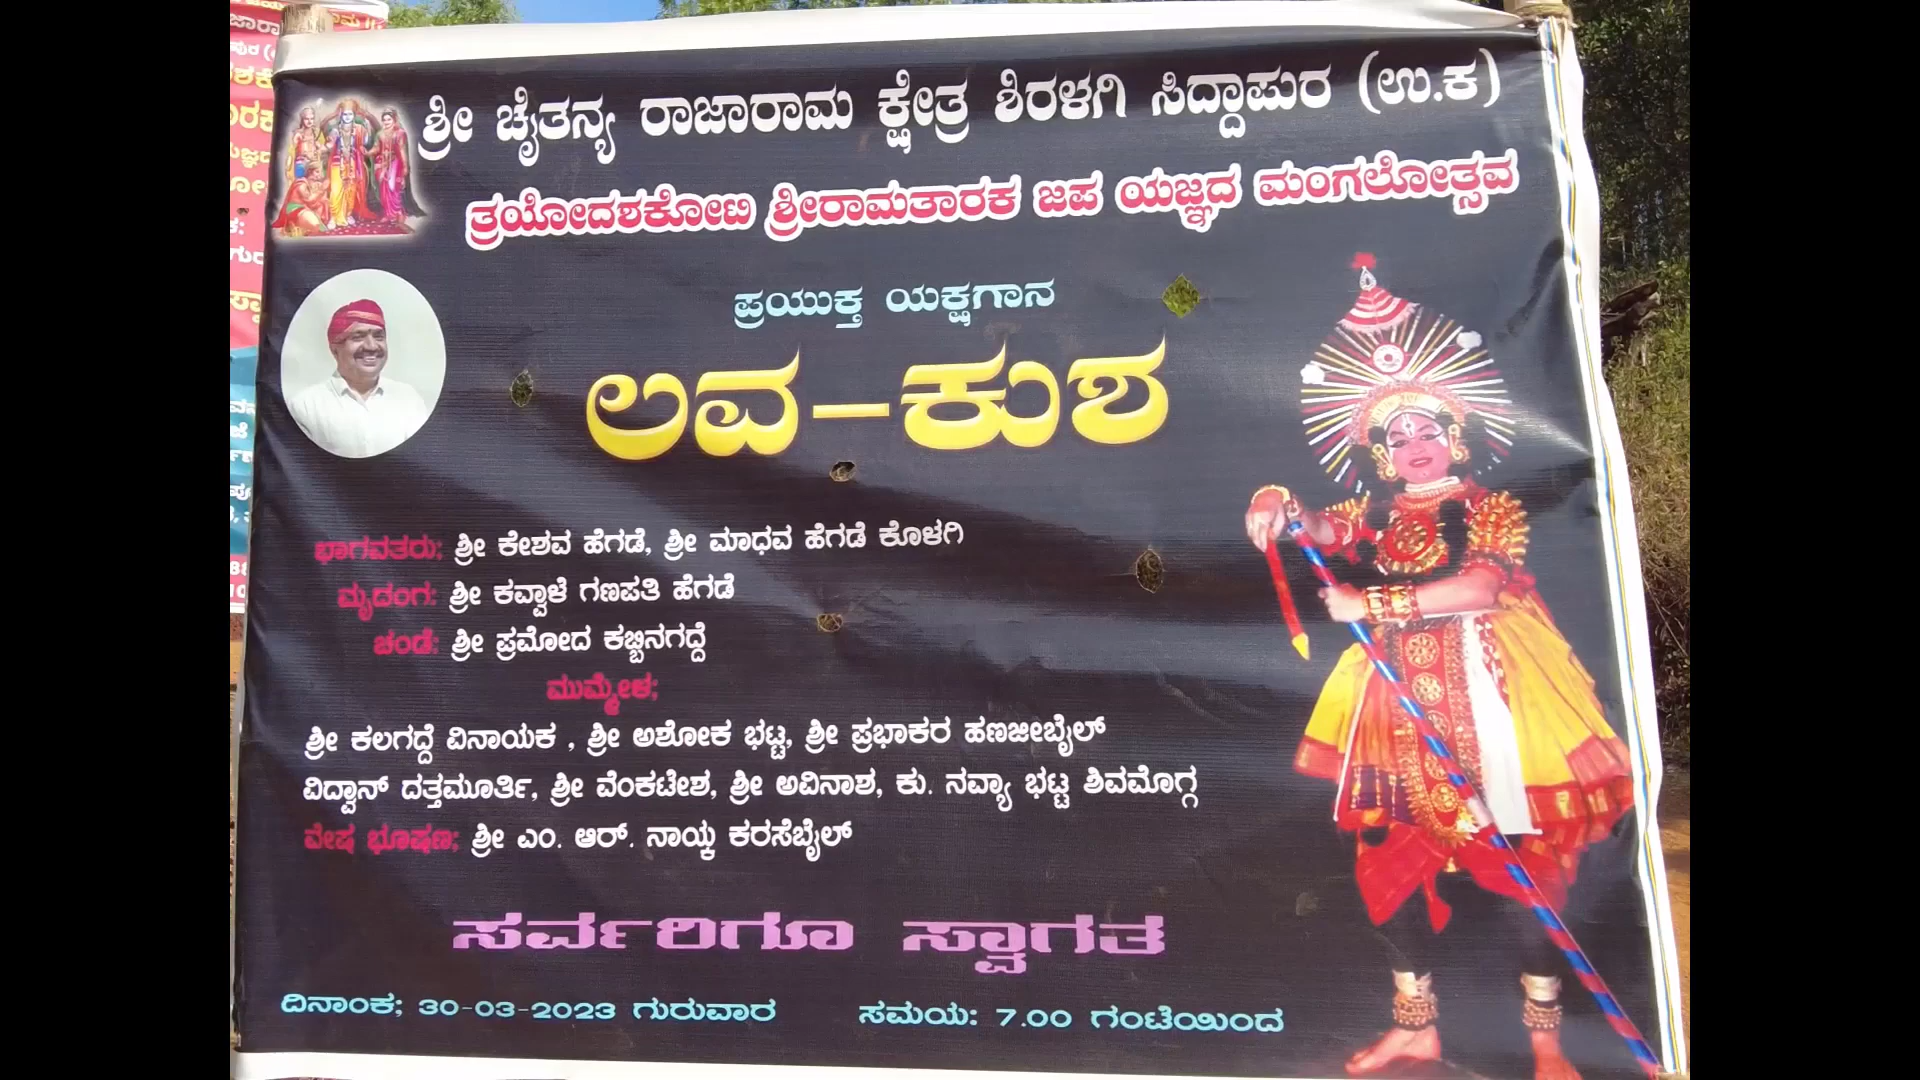 ಶ್ರೀ ಚೈತನ್ಯ ರಾಜಾರಾಮ ಕ್ಷೇತ್ರ ಶಿರಳಗಿ ಸಿದ್ದಾಪುರ (ಉ.ಕ)
ತ್ರಯೋದಶಕೋಟಿ ಶ್ರೀರಾಮತಾರಕ ಜಪ ಯಜ್ಞದ ಮಂಗಲೋತ್ಸವ
ಪ್ರಯುಕ್ತ ಯಕ್ಷಗಾನ
ಲವ-ಕುಶ
ಭಾಗವತರು; ಶ್ರೀ ಕೇಶವ ಹೆಗಡೆ, ಶ್ರೀ ಮಾಧವ ಹೆಗಡೆ ಕೊಳಗಿ
ಮೃದಂಗ: ಶ್ರೀ ಕವ್ವಾಳೆ ಗಣಪತಿ ಹೆಗಡೆ
ಚಂಡೆ: ಶ್ರೀ ಪ್ರಮೋದ ಕಬ್ಬಿನಗದ್ದೆ
ಮುಮ್ಮೇಳ;
ಶ್ರೀ ಕಲಗದ್ದೆ ವಿನಾಯಕ , ಶ್ರೀ ಅಶೋಕ ಭಟ್ಟ, ಶ್ರೀ ಪ್ರಭಾಕರ ಹಣಜೀಬೈಲ್
ವಿದ್ವಾನ್ ದತ್ತಮೂರ್ತಿ, ಶ್ರೀ ವೆಂಕಟೇಶ, ಶ್ರೀ ಅವಿನಾಶ, ಕು. ನವ್ಯಾ ಭಟ್ಟ ಶಿವಮೊಗ್ಗ
ವೇಷ ಭೂಷಣ; ಶ್ರೀ ಎಂ. ಆರ್. ನಾಯ್ಕ ಕರಸೆಬೈಲ್
ಸರ್ವರಿಗೂ ಸ್ವಾಗತ
ದಿನಾಂಕ; 30-03-2023 ಗುರುವಾರ ಸಮಯ: 7.00 ಗಂಟೆಯಿಂದ